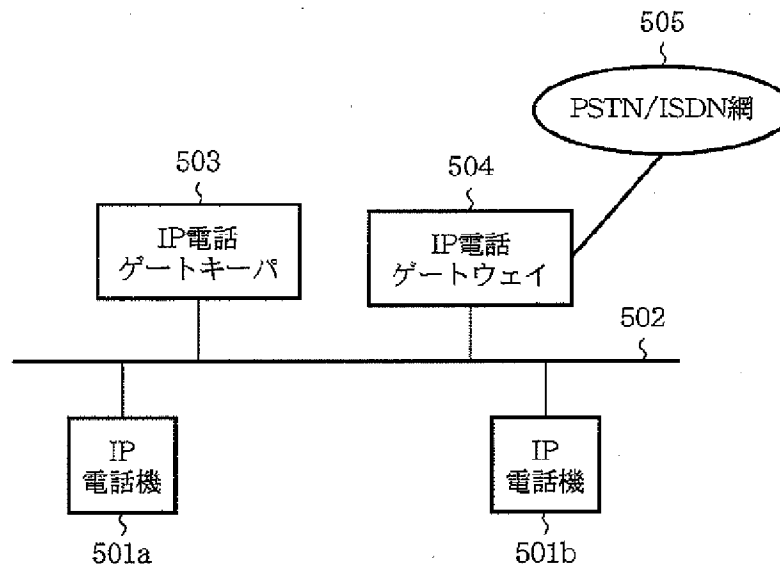 505
PSTN/ISDN網
503
504
IP電話
ゲートキーパ
IP電話
ゲートウェイ
502
IP
電話機
IP
電話機
501a
501b